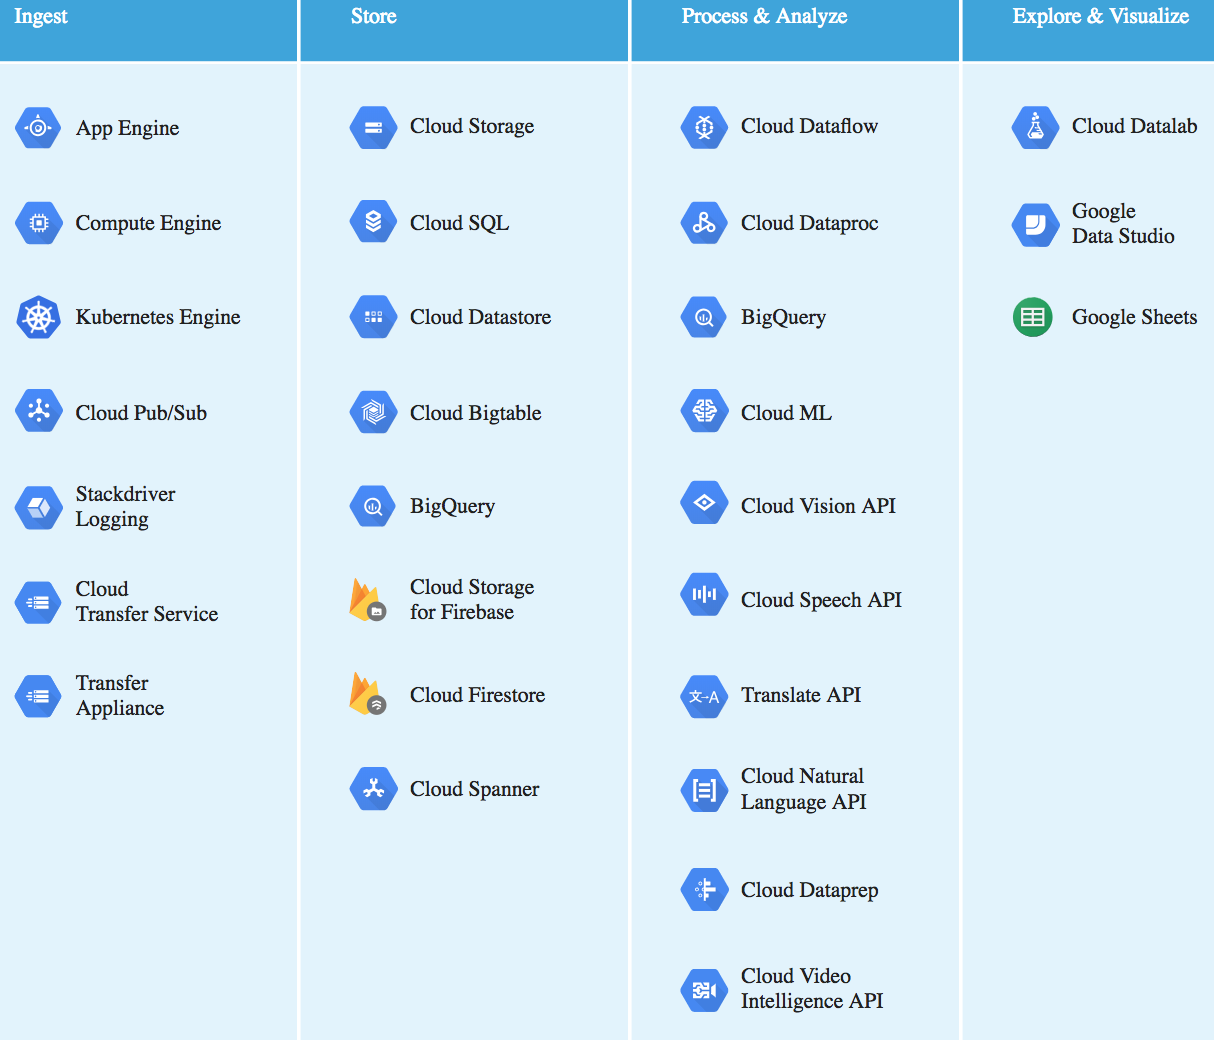 Ingest
App Engine
Compute Engine
Kubernetes Engine
Cloud Pub/Sub
Stackdriver
Logging
Cloud
Transfer Service
Transfer
Appliance
Store
Cloud Storage
Cloud SQL
Cloud Datastore
Cloud Bigtable
BigQuery
Cloud Storage
for Firebase
Cloud Firestore
Cloud Spanner
Process & Analyze
Cloud Dataflow
Cloud Dataproc
BigQuery
Cloud ML
Cloud Vision API
Cloud Speech API
文→A
Translate API
Cloud Natural
Language API
Cloud Dataprep
Cloud Video
Intelligence API
Explore & Visualize
Cloud Datalab
Google
Data Studio
Google Sheets